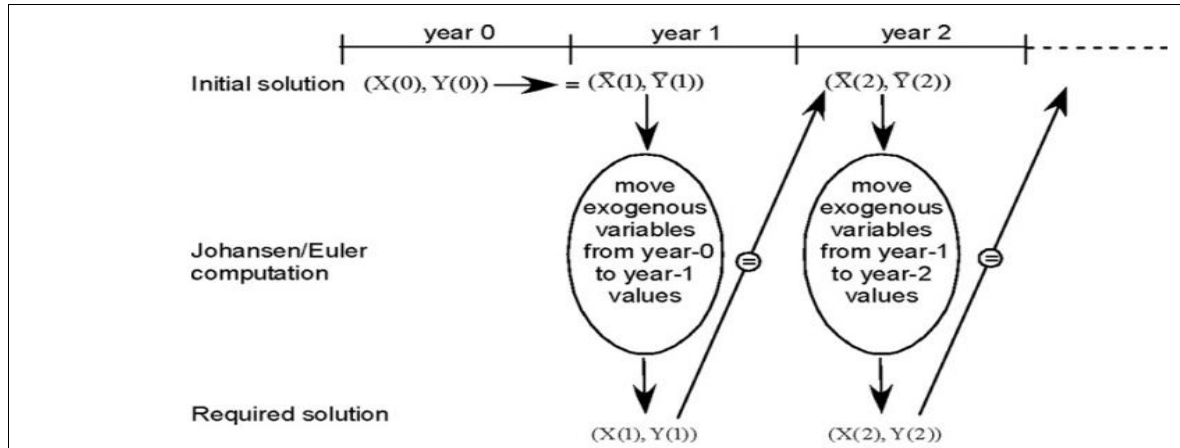 year 0 year 1 year 2
Initial solution (X(0), Y(0)) = (X̄(1), Ȳ(1)) (X̄(2), Ȳ(2))
move
exogenous
variables
from year-0
to year-1
values
=
move
exogenous
variables
from year-1
to year-2
values
=
Johansen/Euler
computation
Required solution (X(1), Y(1)) (X(2), Y(2))